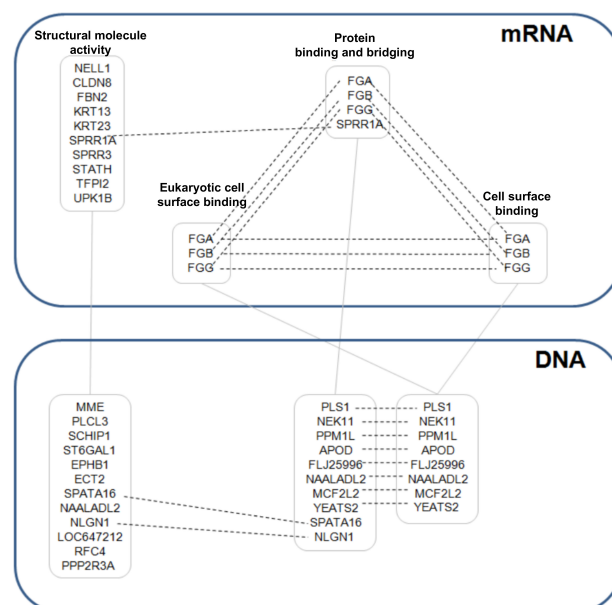 mRNA
Structural molecule
activity
NELL1
CLDN8
FBN2
KRT13
KRT23
SPRR1A
SPRR3
STATH
TFPI2
UPK1B
Protein
binding and bridging
FGA
FGB
FGG
SPRR1A
Eukaryotic cell
surface binding
FGA
FGB
FGG
Cell surface
binding
FGA
FGB
FGG
DNA
MME
PLCL3
SCHIP1
ST6GAL1
EPHB1
ECT2
SPATA16
NAALADL2
NLGN1
LOC647212
RFC4
PPP2R3A
PLS1
NEK11
PPM1L
APOD
FLJ25996
NAALADL2
MCF2L2
YEATS2
SPATA16
NLGN1
PLS1
NEK11
PPM1L
APOD
FLJ25996
NAALADL2
MCF2L2
YEATS2